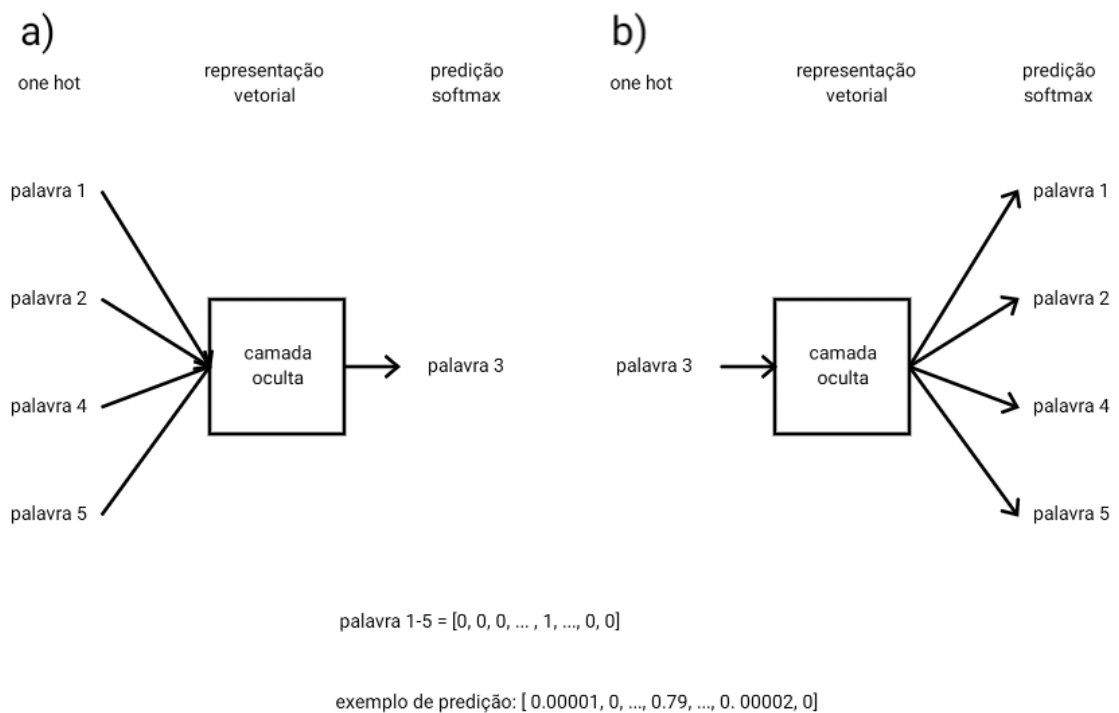 a)
one hot
representação
vetorial
predição
softmax
palavra 1
palavra 2
palavra 4
palavra 5
camada
oculta
palavra 3
b)
one hot
representação
vetorial
predição
softmax
palavra 3
camada
oculta
palavra 1
palavra 2
palavra 4
palavra 5
palavra 1-5 = [0, 0, 0, ... , 1, ..., 0, 0]
exemplo de predição: [ 0.00001, 0, ..., 0.79, ..., 0. 00002, 0]